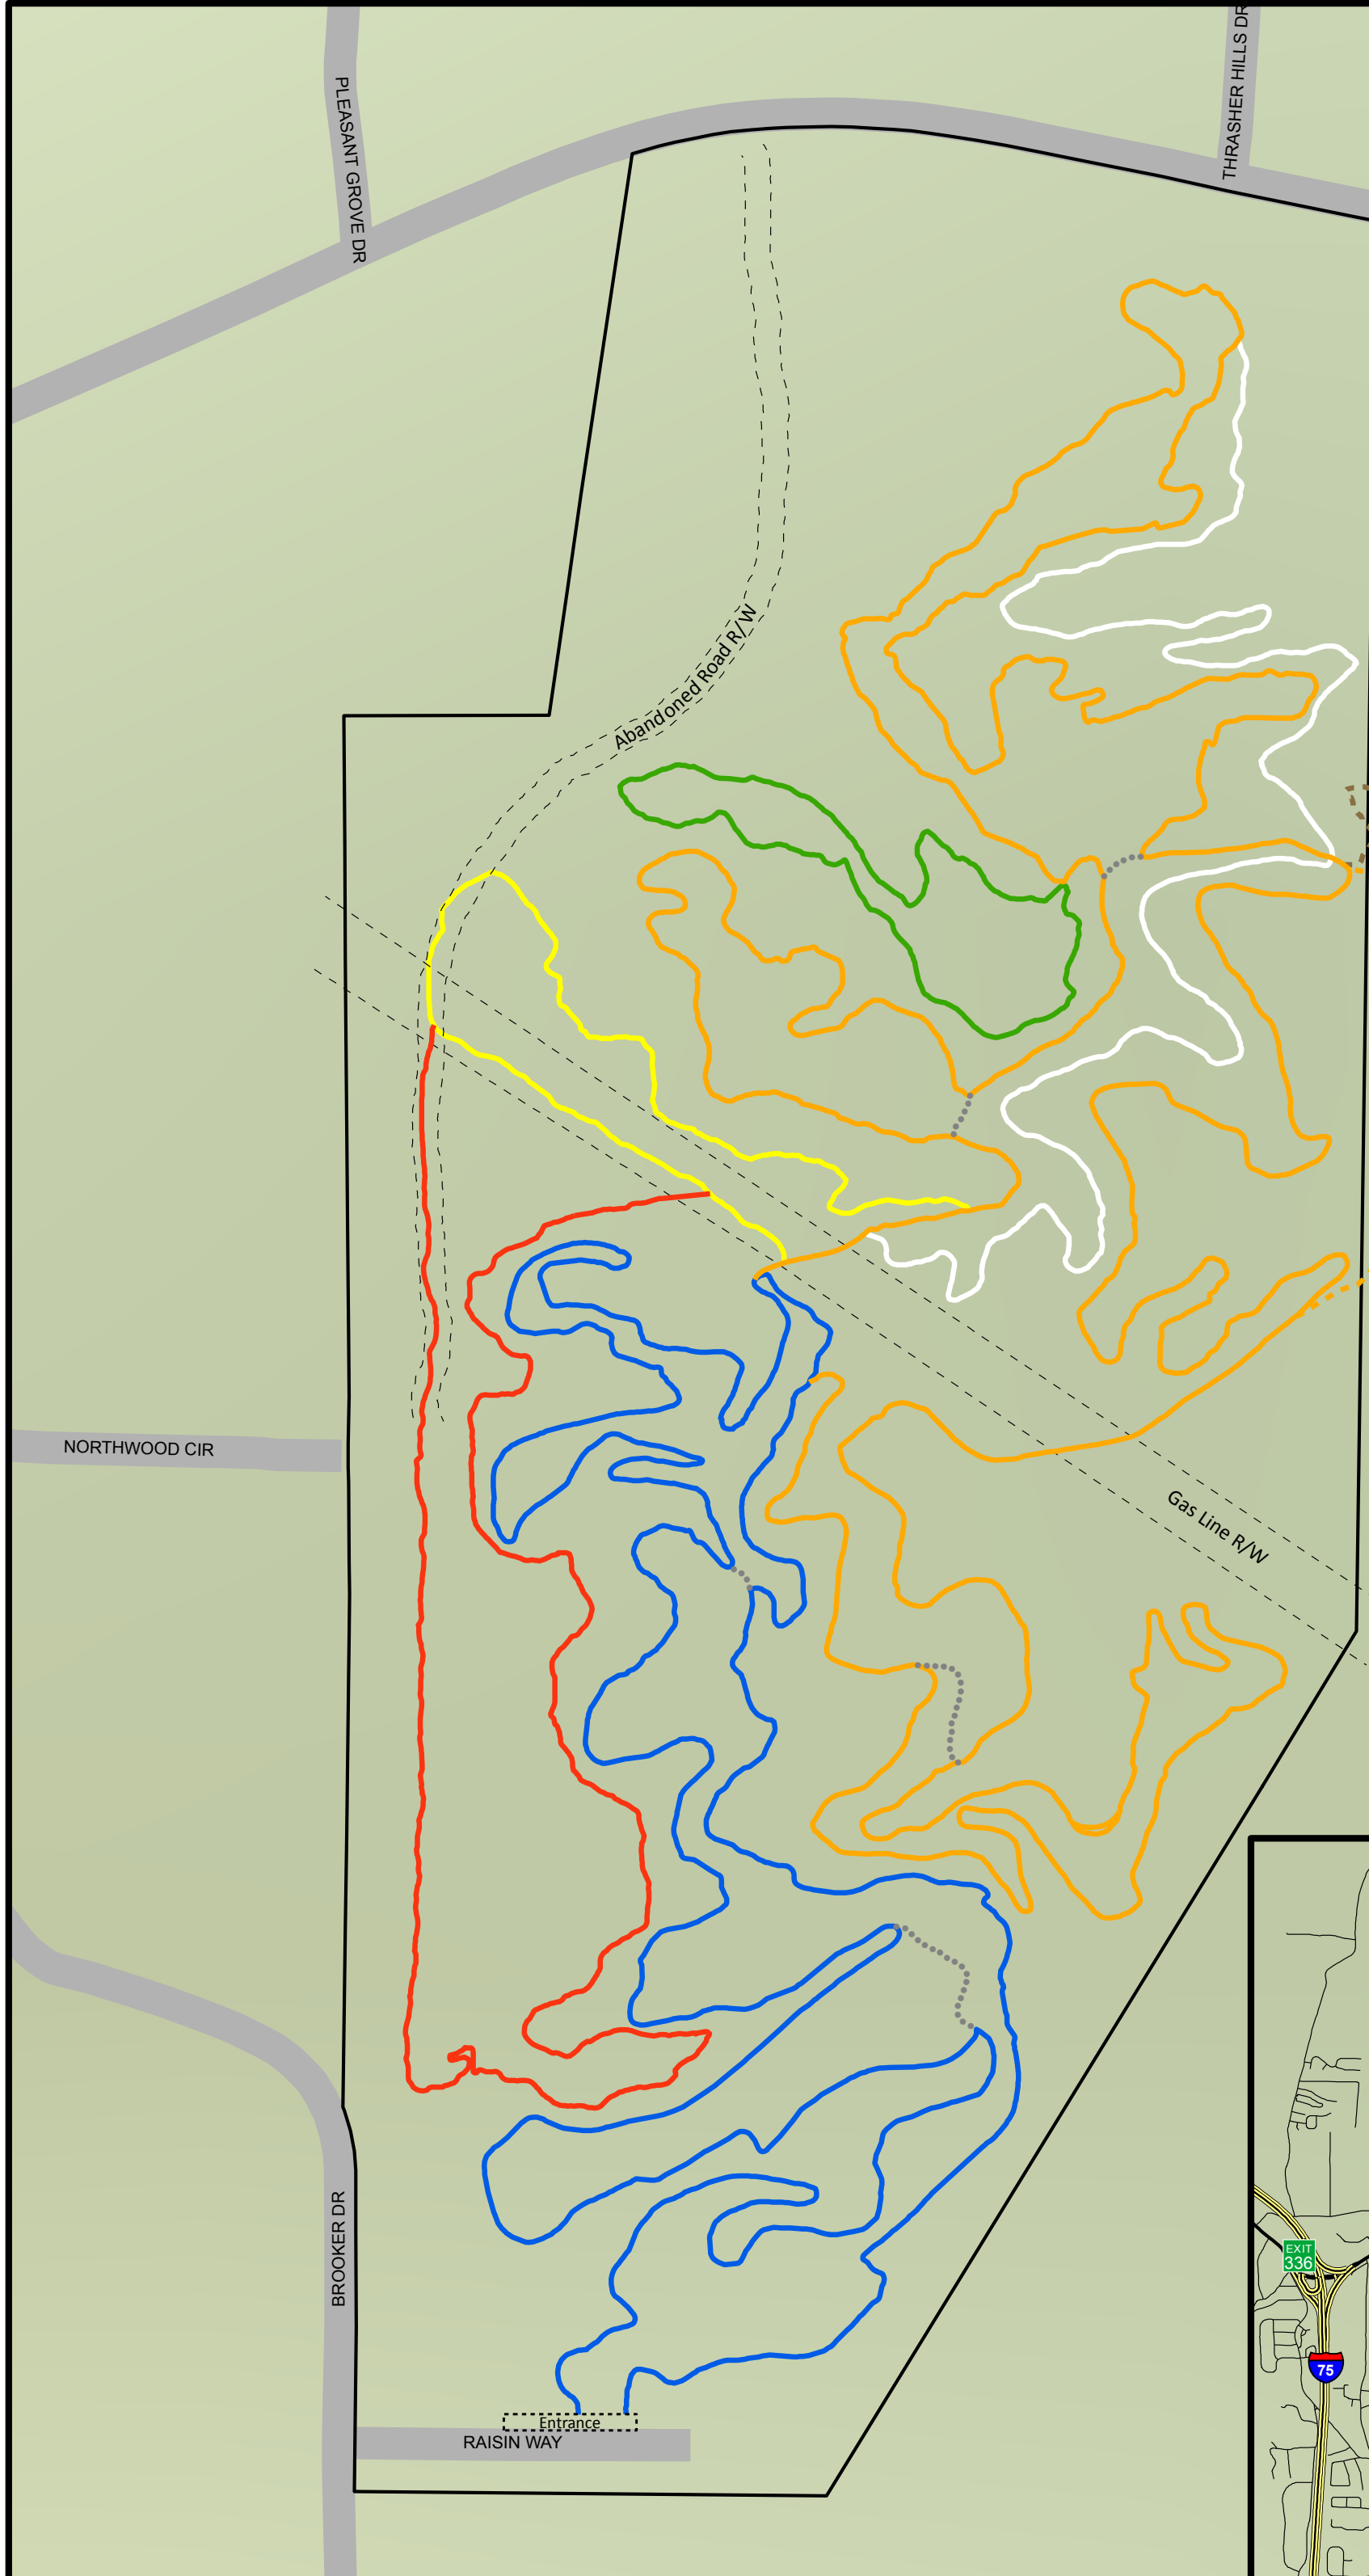 PLEASANT GROVE DR
THRASHER HILLS DR
Abandoned Road R/W
NORTHWOOD CIR
Gas Line R/W
BROOKER DR
EXIT
336
75
Entrance
RAISIN WAY